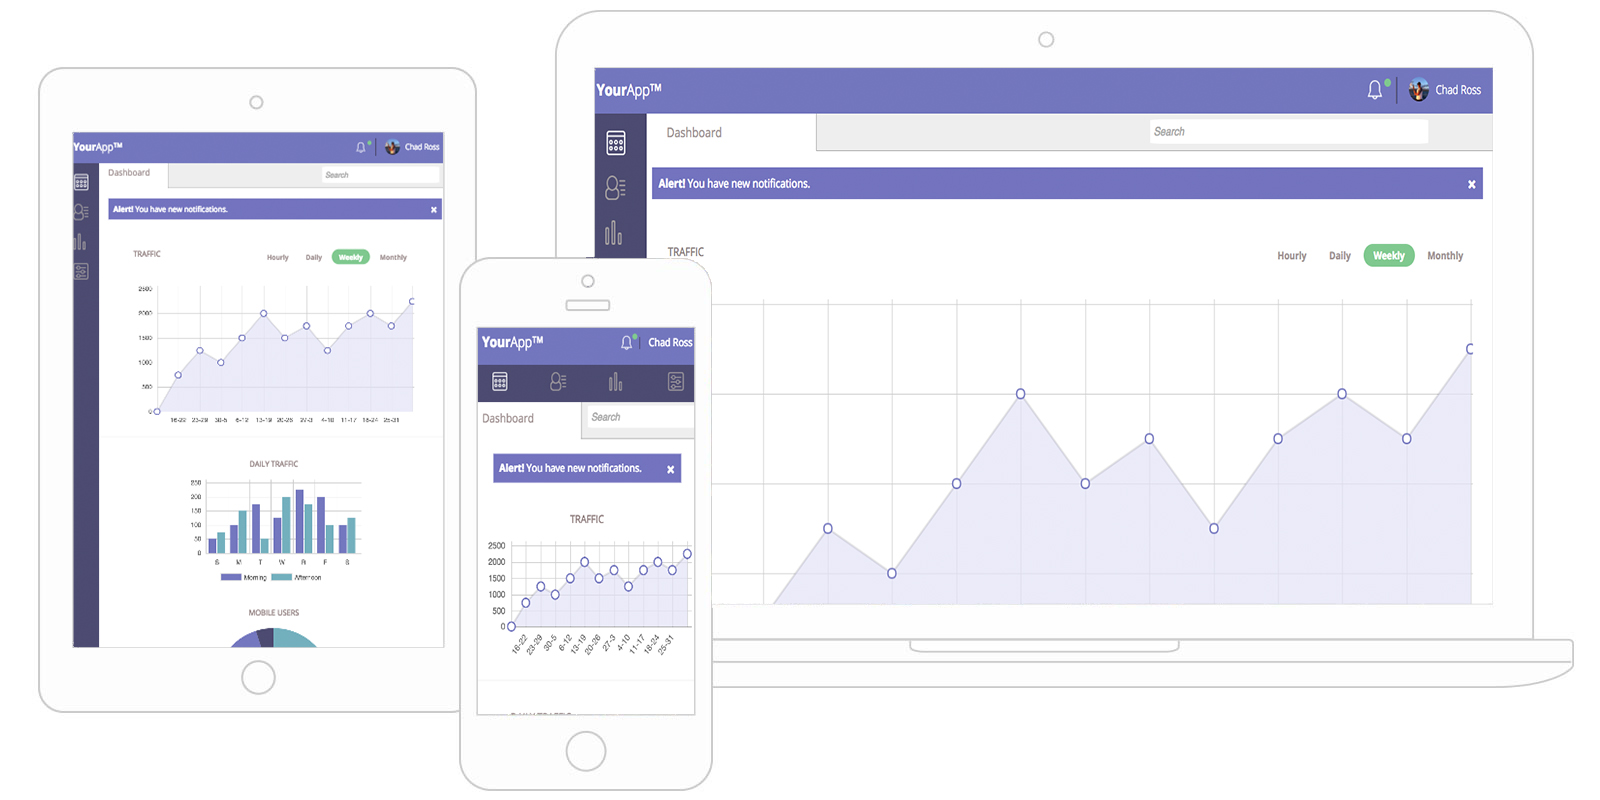 YourApp™
Chad Ross
Dashboard
Search
Alert! You have new notifications.
x
TRAFFIC
Hourly Daily Weekly Monthly
2500
2000
1500
1000
500
0
16-22 23-29 30-5 6-12 13-19 20-26 27-3 4-10 11-17 18-24 25-31
DAILY TRAFFIC
250
200
150
100
50
0
S M T W R F S
Morning Afternoon
MOBILE USERS
YourApp™
Chad Ross
Dashboard
Search
Alert! You have new notifications.
x
TRAFFIC
2500
2000
1500
1000
500
0
16-22 23-29 30-5 6-12 13-19 20-26 27-3 4-10 11-17 18-24 25-31
YourApp™
Chad Ross
Dashboard
Search
Alert! You have new notifications.
x
TRAFFIC
Hourly Daily Weekly Monthly